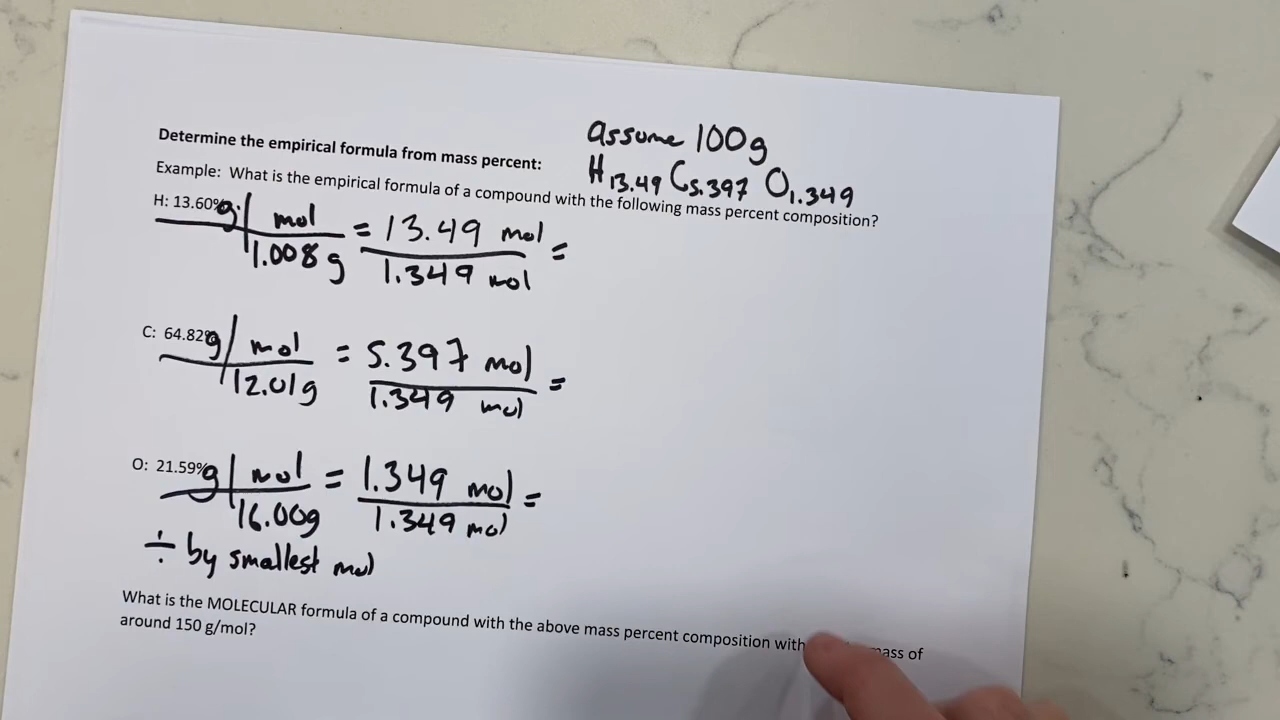 assume 100g
H13.49 C5.397 O1.349
Determine the empirical formula from mass percent:
Example: What is the empirical formula of a compound with the following mass percent composition?
H: 13.60% g | mol = 13.49 mol =
1.008 g 1.349 mol
C: 64.82% g | mol = 5.397 mol =
12.01g 1.349 mol
O: 21.59% g | mol = 1.349 mol =
16.00g 1.349 mol
÷ by smallest mol
What is the MOLECULAR formula of a compound with the above mass percent composition with mass of
around 150 g/mol?